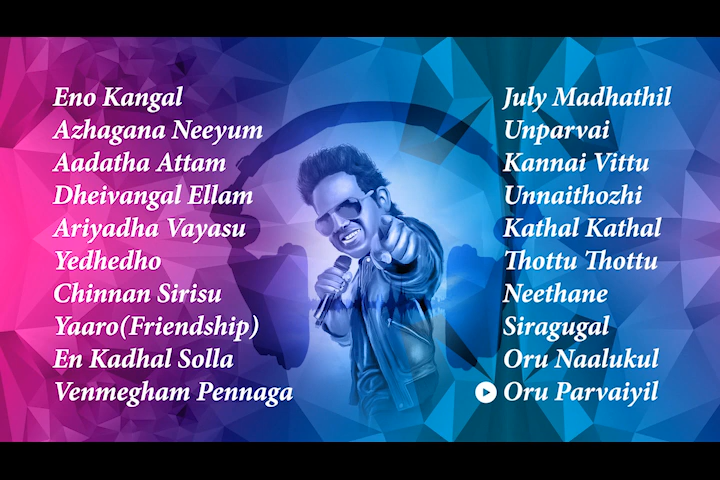 Eno Kangal
Azhagana Neeyum
Aadatha Attam
Dheivangal Ellam
Ariyadha Vayasu
Yedhedho
Chinnan Sirisu
Yaaro(Friendship)
En Kadhal Solla
Venmegham Pennaga
July Madhathil
Unparvai
Kannai Vittu
Unnaithozhi
Kathal Kathal
Thottu Thottu
Neethane
Siragugal
Oru Naalukul
Oru Parvaiyil